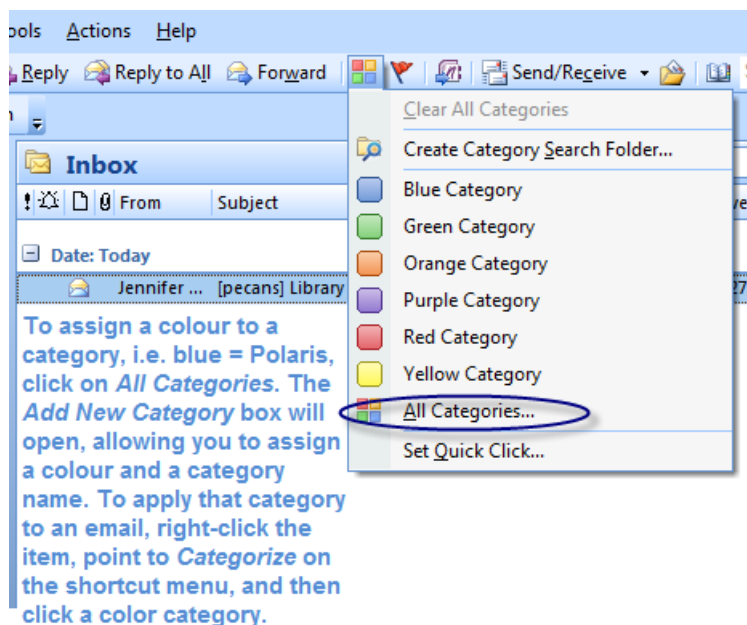 ools Actions Help
Reply Reply to All Forward Send/Receive
Clear All Categories
Create Category Search Folder...
Inbox
Blue Category
From Subject
Green Category
Date: Today
Orange Category
Jennifer ... [pecans] Library 27
Purple Category
Red Category
Yellow Category
All Categories...
Set Quick Click...
To assign a colour to a
category, i.e. blue = Polaris,
click on All Categories. The
Add New Category box will
open, allowing you to assign
a colour and a category
name. To apply that category
to an email, right-click the
item, point to Categorize on
the shortcut menu, and then
click a color category.